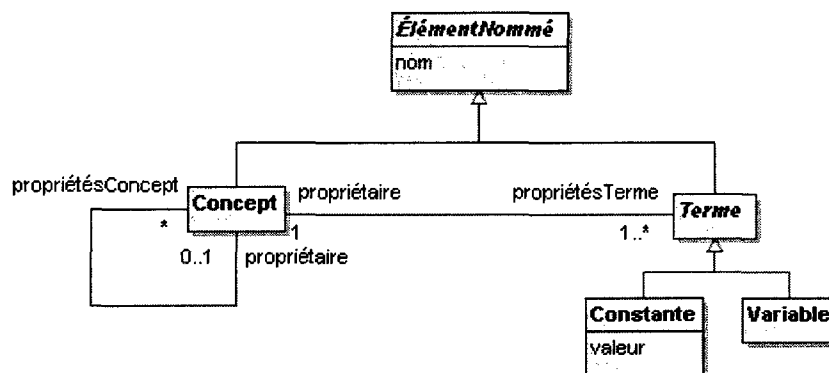 ÉlémentNommé
nom
propriétésConcept
propriétaire
propriétésTerme
Concept
Terme
*
1
1..*
0..1
propriétaire
Constante
Variable
valeur